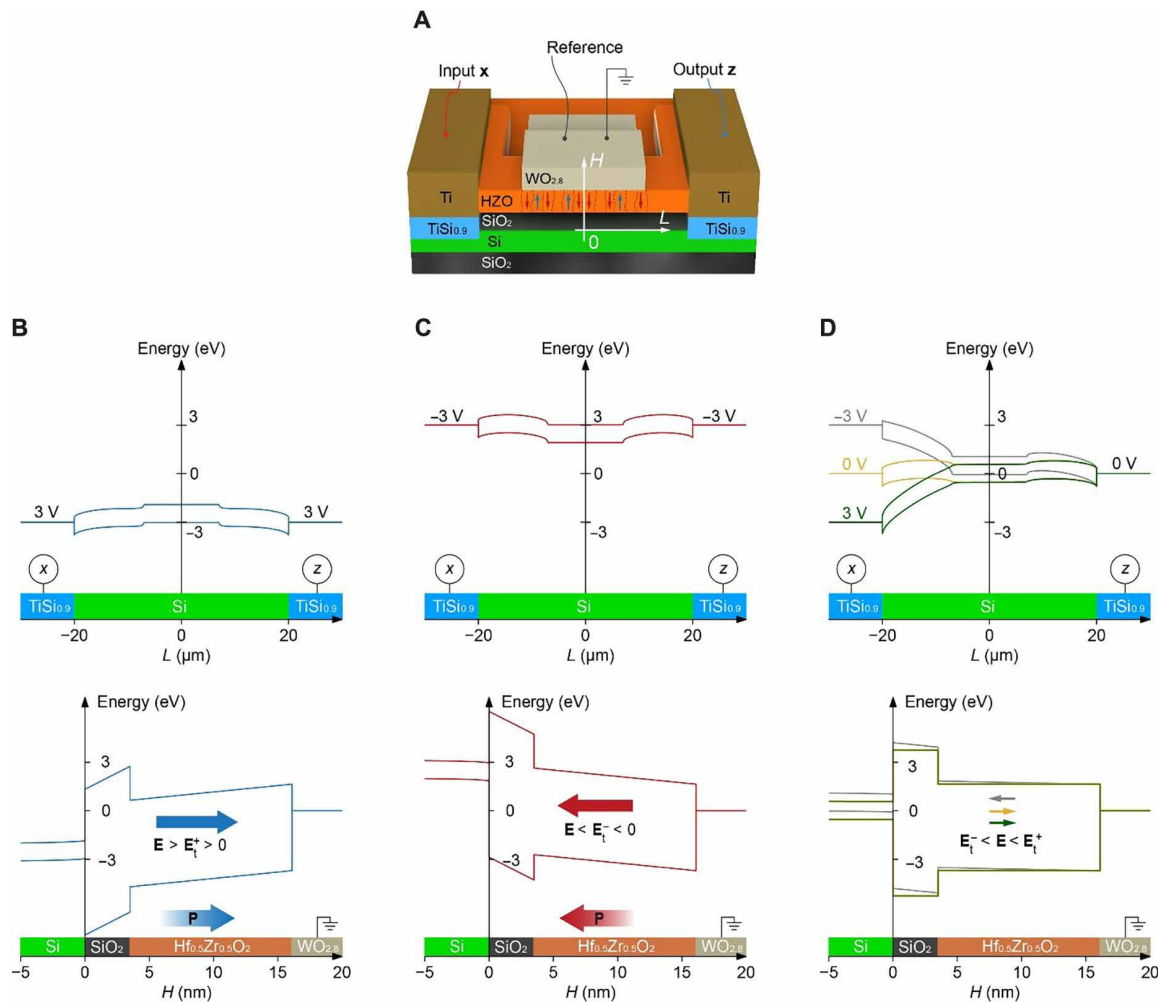 A
Reference
Input x
Output z
H
WO2.8
Ti
HZO
Ti
TiSi0.9
SiO2
L
TiSi0.9
Si
0
SiO2
B
Energy (eV)
3
0
3 V
3 V
−3
x
z
TiSi0.9
Si
TiSi0.9
−20
0
20
L (μm)
Energy (eV)
3
0
E > Et+ > 0
−3
P
Si
SiO2
Hf0.5Zr0.5O2
WO2.8
−5
0
5
10
15
20
H (nm)
C
Energy (eV)
−3 V
3
−3 V
0
−3
x
z
TiSi0.9
Si
TiSi0.9
−20
0
20
L (μm)
Energy (eV)
3
0
E < Et− < 0
−3
P
Si
SiO2
Hf0.5Zr0.5O2
WO2.8
−5
0
5
10
15
20
H (nm)
D
Energy (eV)
−3 V
3
0 V
0
0 V
3 V
−3
x
z
TiSi0.9
Si
TiSi0.9
−20
0
20
L (μm)
Energy (eV)
3
0
Et− < E < Et+
−3
Si
SiO2
Hf0.5Zr0.5O2
WO2.8
−5
0
5
10
15
20
H (nm)